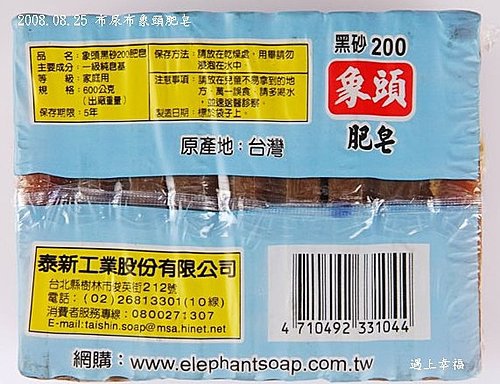 2008.08.25 布尿布象頭肥皂
品　名：象頭黑砂200肥皂
主要成分：一級純皂基
等　級：家庭用
規　格：600公克
(出廠重量)
保存期限：5年
保存方法：請放在乾燥處，用畢請勿
浸泡在水中
注意事項：請放在兒童不易拿到的地
方，萬一誤食，請多喝水
，並速送醫診察。
製造日期：標於袋子上。
原產地：台灣
黑砂200
象頭
肥皂
泰新工業股份有限公司
台北縣樹林市俊英街212號
電話：(02)26813301(10線)
消費者服務專線：0800271307
E-mail:taishin.soap@msa.hinet.net
4 710492 331044
網購：www.elephantsoap.com.tw
遇上幸福